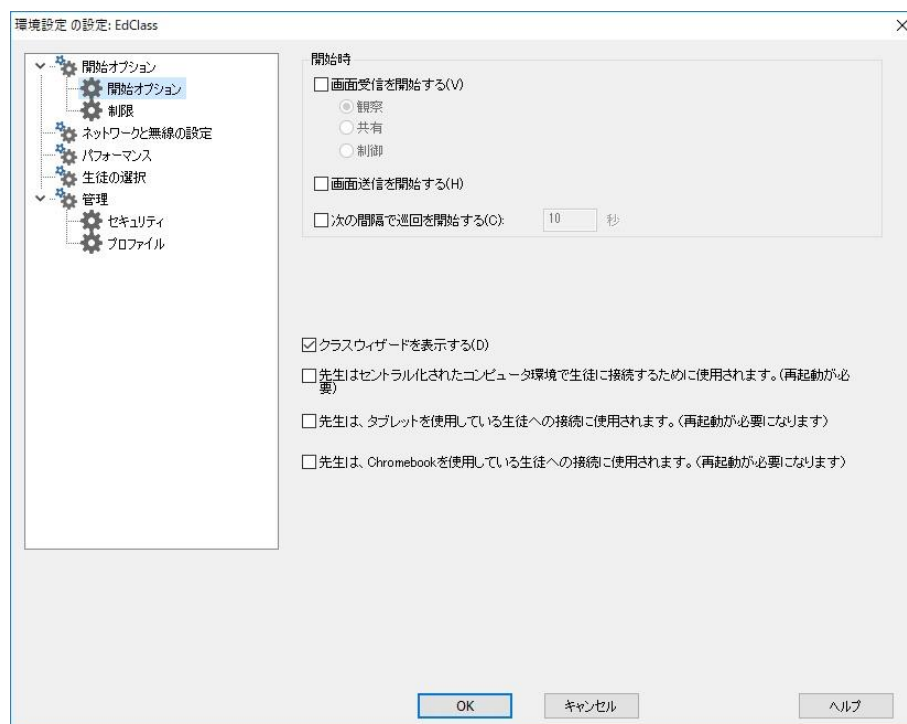 環境設定 の設定: EdClass
開始オプション
開始オプション
制限
ネットワークと無線の設定
パフォーマンス
生徒の選択
管理
セキュリティ
プロファイル
開始時
画面受信を開始する(V)
観察
共有
制御
画面送信を開始する(H)
次の間隔で巡回を開始する(C): 10 秒
クラスウィザードを表示する(D)
先生はセントラル化されたコンピュータ環境で生徒に接続するために使用されます。(再起動が必
要)
先生は、タブレットを使用している生徒への接続に使用されます。(再起動が必要になります)
先生は、Chromebookを使用している生徒への接続に使用されます。(再起動が必要になります)
OK キャンセル ヘルプ